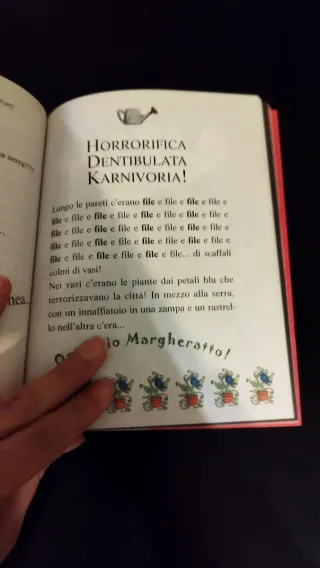 a serra???
HORRORIFICA
DENTIBULATA
KARNIVORIA!
Lungo le pareti c'erano file e file e file e
file e file e file e file e file e file e file e
file e file e file e file e file e file e file e
file e file e file e file e file e file e file e
file e file e file e file e file e file e file e
file e file e file e file e file... di scaffali
colmi di vasi!
Nei vasi c'erano le piante dai petali blu che
terrorizzavano la città! In mezzo alla serra,
con un innaffiatoio in una zampa e un rastrel-
lo nell'altra c'era...
Margheratto!